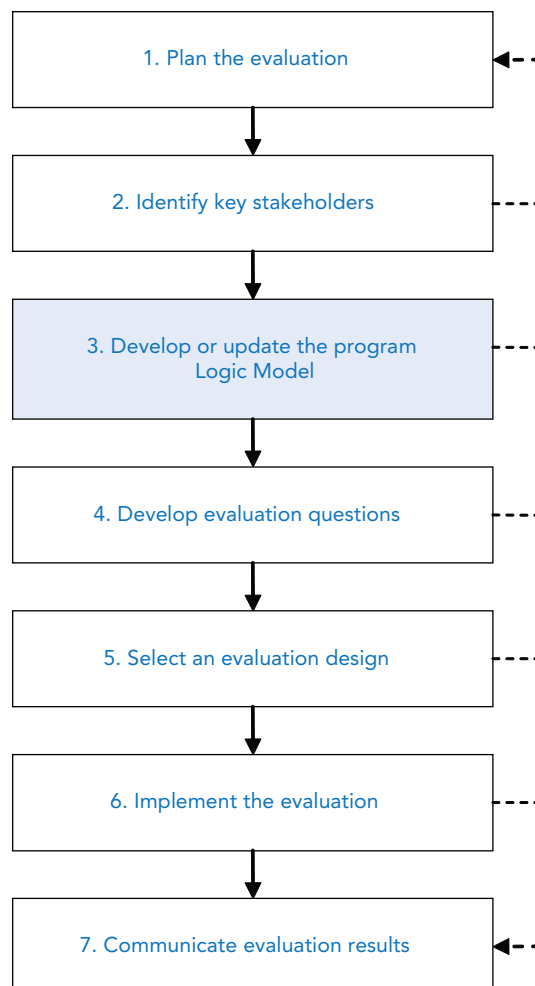 1. Plan the evaluation
2. Identify key stakeholders
3. Develop or update the program
Logic Model
4. Develop evaluation questions
5. Select an evaluation design
6. Implement the evaluation
7. Communicate evaluation results